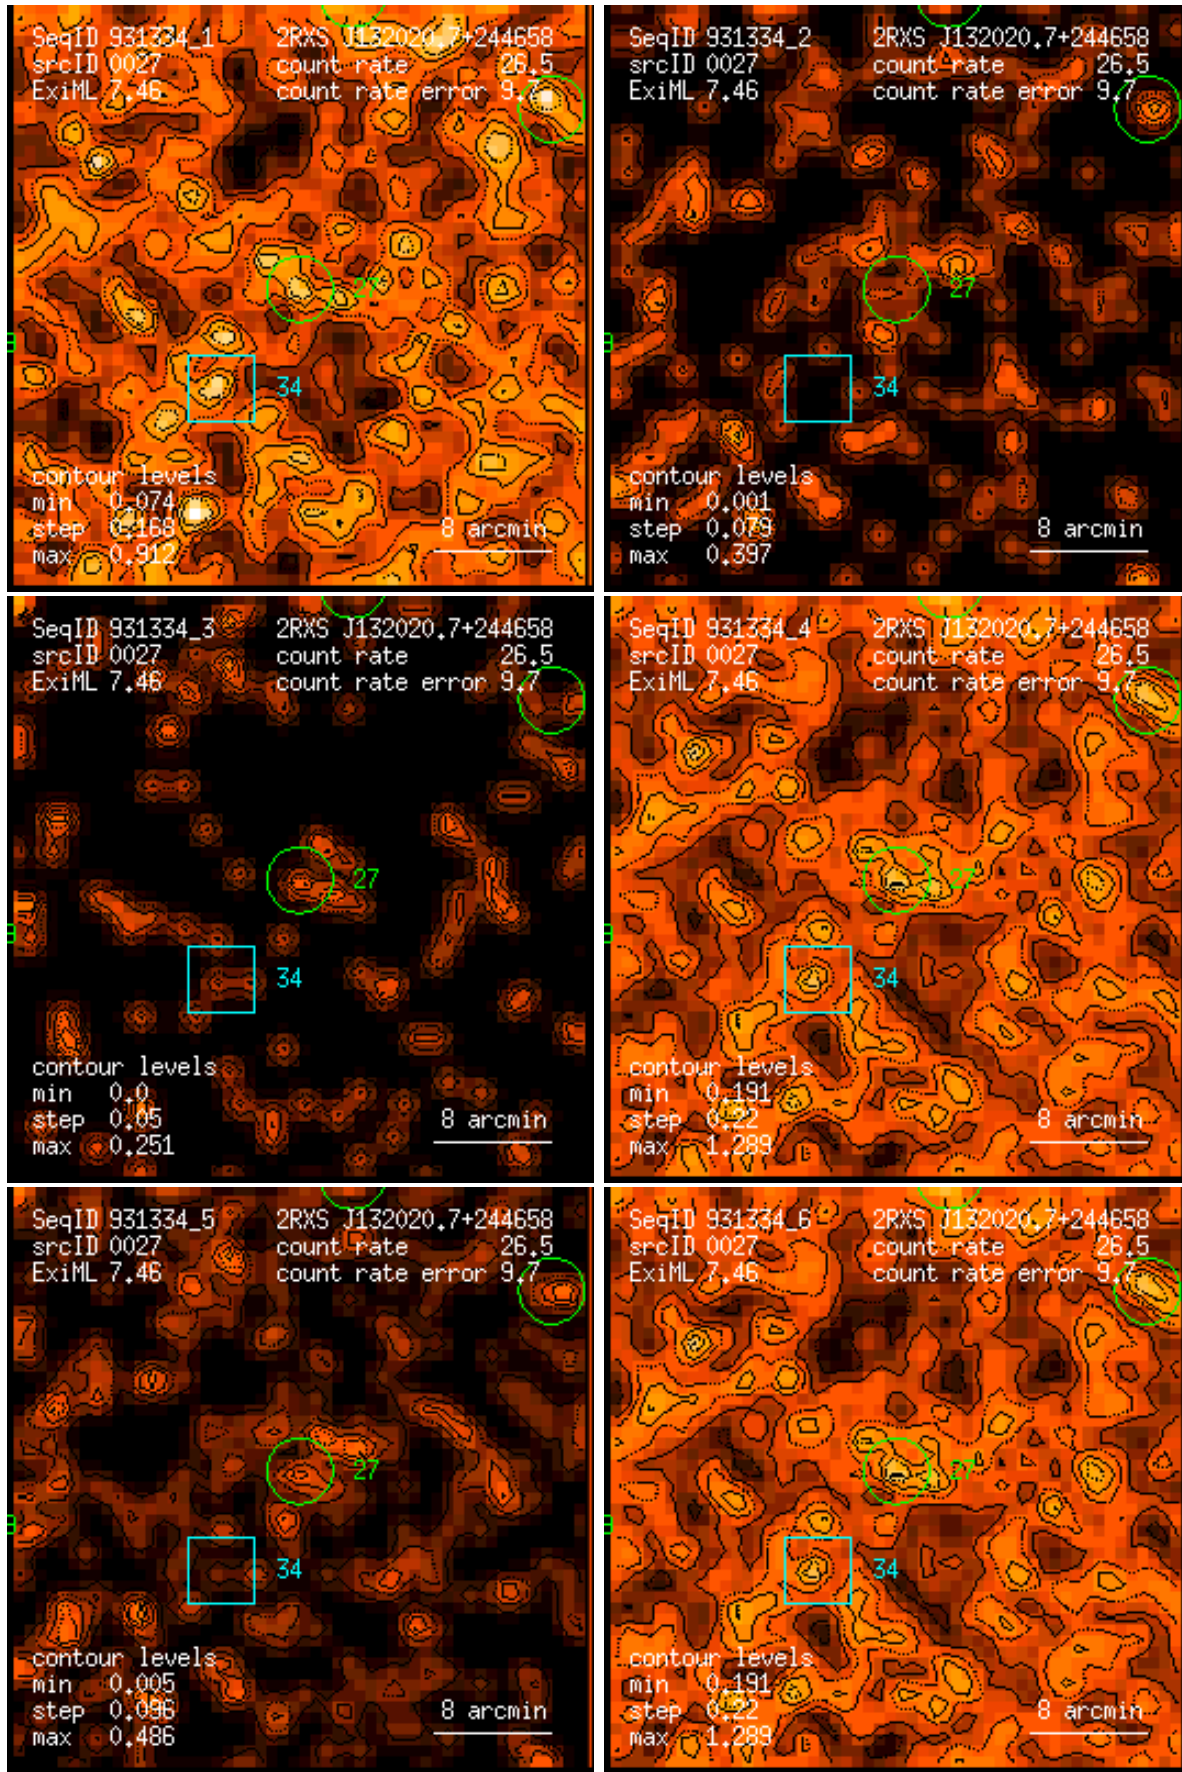 SeqID 931334_1 2RXS J132020.7+244658
srcID 0027 count rate 26.5
ExiML 7.46 count rate error 9.7
27
34
contour levels
min 0.074
step 0.168 8 arcmin
max 0.912
SeqID 931334_2 2RXS J132020.7+244658
srcID 0027 count rate 26.5
ExiML 7.46 count rate error 9.7
27
34
contour levels
min 0.001
step 0.079 8 arcmin
max 0.397
SeqID 931334_3 2RXS J132020.7+244658
srcID 0027 count rate 26.5
ExiML 7.46 count rate error 9.7
27
34
contour levels
min 0.0
step 0.05 8 arcmin
max 0.251
SeqID 931334_4 2RXS J132020.7+244658
srcID 0027 count rate 26.5
ExiML 7.46 count rate error 9.7
27
34
contour levels
min 0.191
step 0.22 8 arcmin
max 1.289
SeqID 931334_5 2RXS J132020.7+244658
srcID 0027 count rate 26.5
ExiML 7.46 count rate error 9.7
27
34
contour levels
min 0.005
step 0.096 8 arcmin
max 0.486
SeqID 931334_6 2RXS J132020.7+244658
srcID 0027 count rate 26.5
ExiML 7.46 count rate error 9.7
27
34
contour levels
min 0.191
step 0.22 8 arcmin
max 1.289